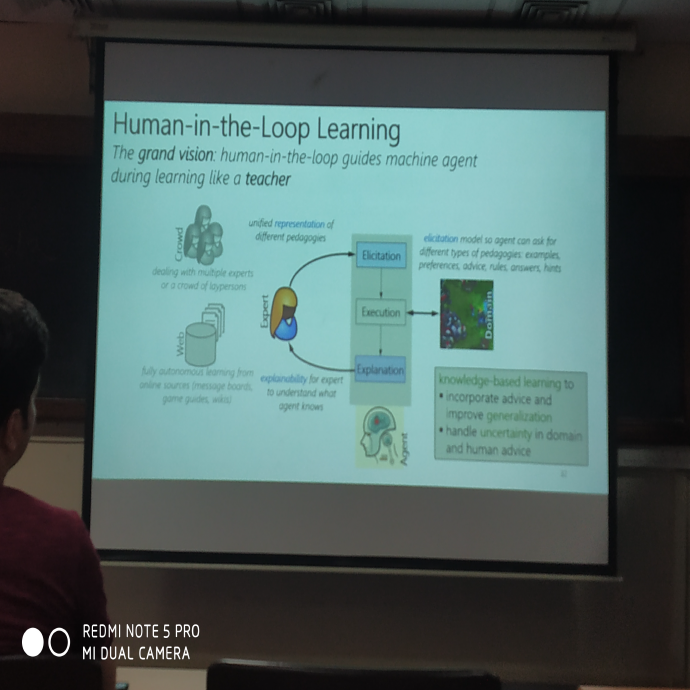 Human-in-the-Loop Learning
The grand vision: human-in-the-loop guides machine agent
during learning like a teacher
Crowd
dealing with multiple experts
or a crowd of laypersons
unified representation of
different pedagogies
Elicitation
elicitation model so agent can ask for
different types of pedagogies: examples,
preferences, advice, rules, answers, hints
Expert
Execution
Domain
Web
fully autonomous learning from
online sources (message boards,
game guides, wikis)
explainability for expert
to understand what
agent knows
Explanation
Agent
knowledge-based learning to
• incorporate advice and
improve generalization
• handle uncertainty in domain
and human advice
REDMI NOTE 5 PRO
MI DUAL CAMERA